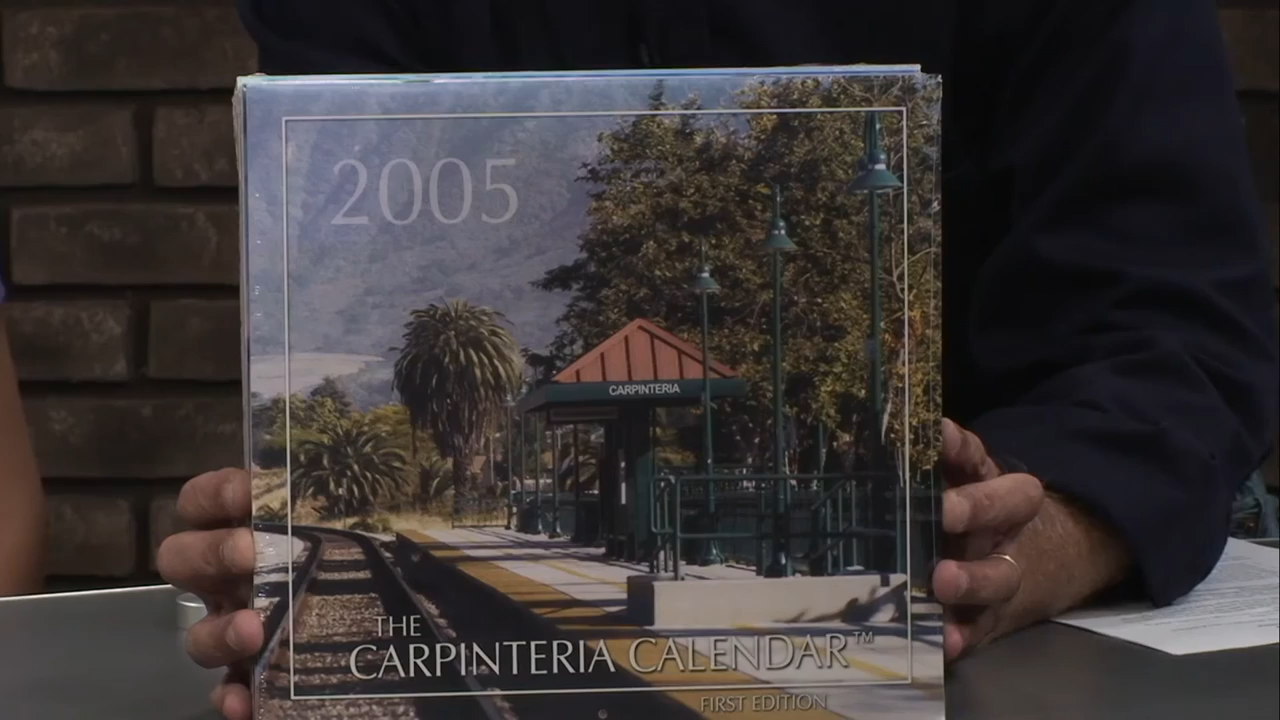 2005
CARPINTERIA
THE
CARPINTERIA CALENDAR™
FIRST EDITION